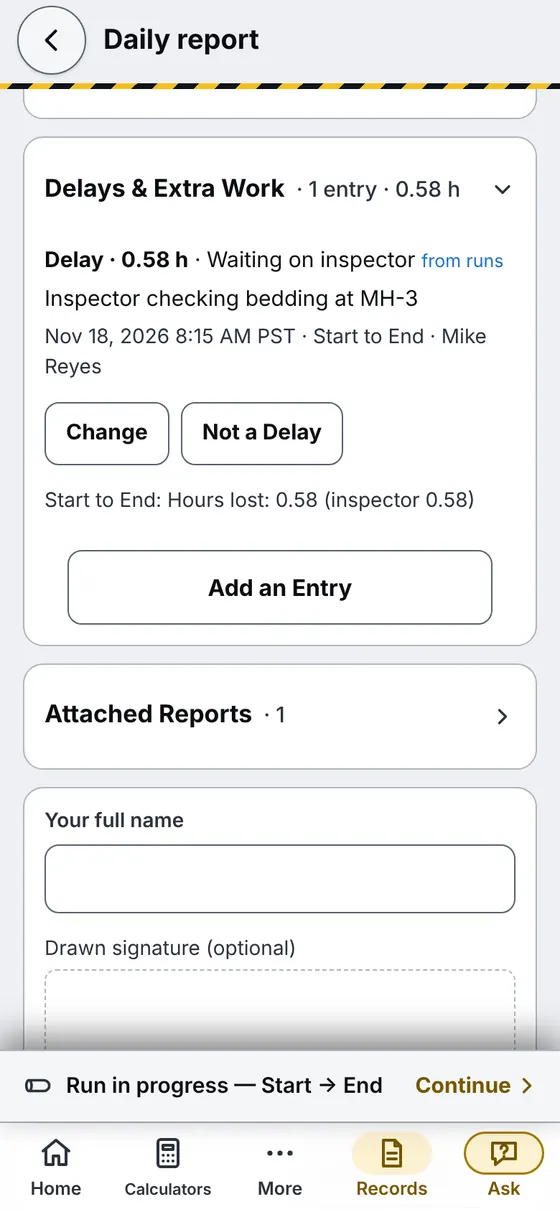 Daily report
Delays & Extra Work · 1 entry · 0.58 h
Delay · 0.58 h · Waiting on inspector from runs
Inspector checking bedding at MH-3
Nov 18, 2026 8:15 AM PST · Start to End · Mike
Reyes
Change Not a Delay
Start to End: Hours lost: 0.58 (inspector 0.58)
Add an Entry
Attached Reports · 1
Your full name
Drawn signature (optional)
Run in progress — Start → End Continue
Home Calculators More Records Ask